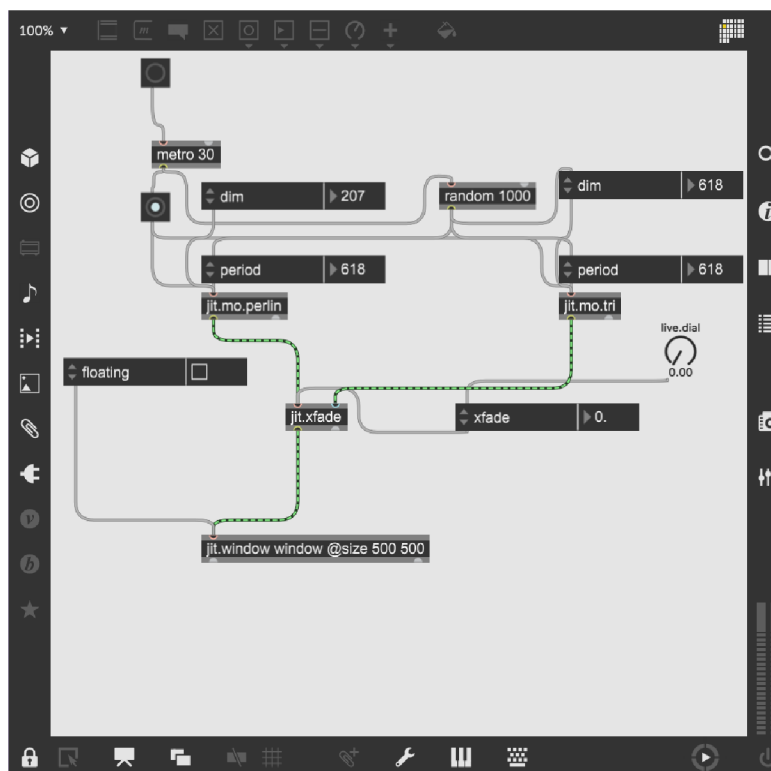 100% ▼
metro 30
dim 207
random 1000
dim 618
period 618
period 618
jit.mo.perlin
jit.mo.tri
live.dial
0.00
floating
jit.xfade
xfade 0.
jit.window window @size 500 500